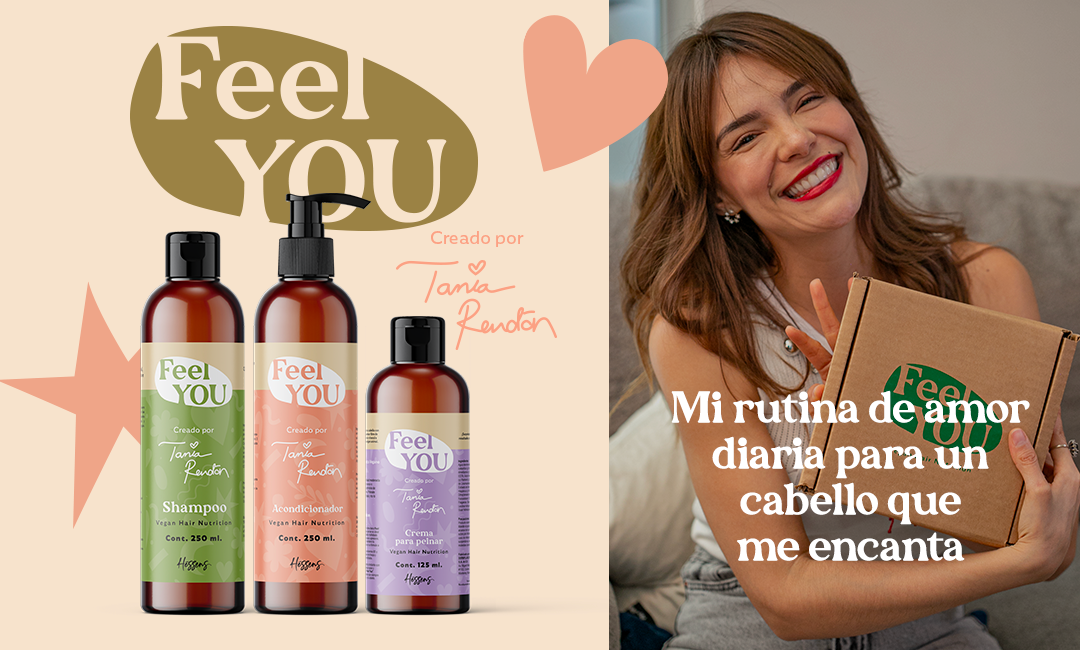 Feel
YOU
Creado por
Tania
Rendón
Feel
YOU
Creado por
Tania
Rendón
Shampoo
Vegan Hair Nutrition
Cont. 250 ml.
Hessens
Feel
YOU
Creado por
Tania
Rendón
Acondicionador
Vegan Hair Nutrition
Cont. 250 ml.
Hessens
Feel
YOU
Creado por
Tania
Rendón
Crema
para peinar
Vegan Hair Nutrition
Cont. 125 ml.
Hessens
Feel
YOU
Mi rutina de amor
diaria para un
cabello que
me encanta